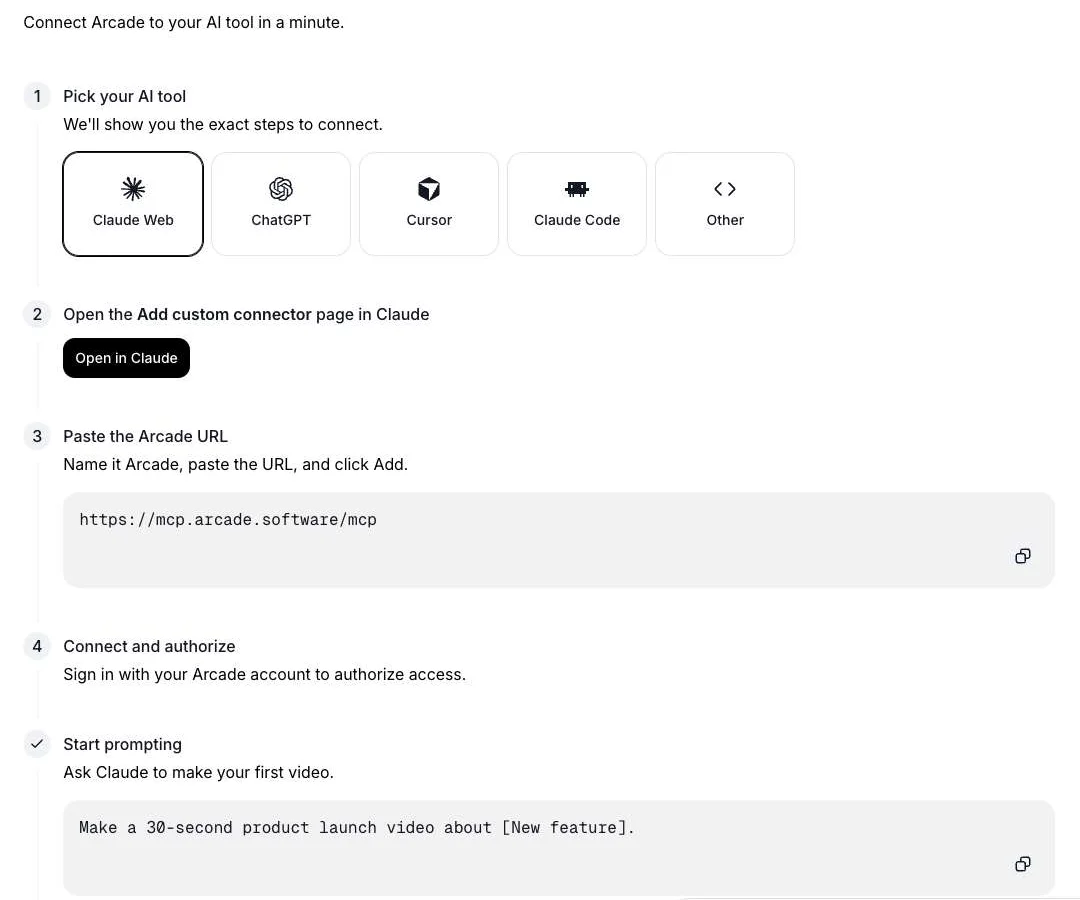 Connect Arcade to your AI tool in a minute.
1
Pick your AI tool
We'll show you the exact steps to connect.
Claude Web
ChatGPT
Cursor
Claude Code
Other
2
Open the Add custom connector page in Claude
Open in Claude
3
Paste the Arcade URL
Name it Arcade, paste the URL, and click Add.
https://mcp.arcade.software/mcp
4
Connect and authorize
Sign in with your Arcade account to authorize access.
Start prompting
Ask Claude to make your first video.
Make a 30-second product launch video about [New feature].